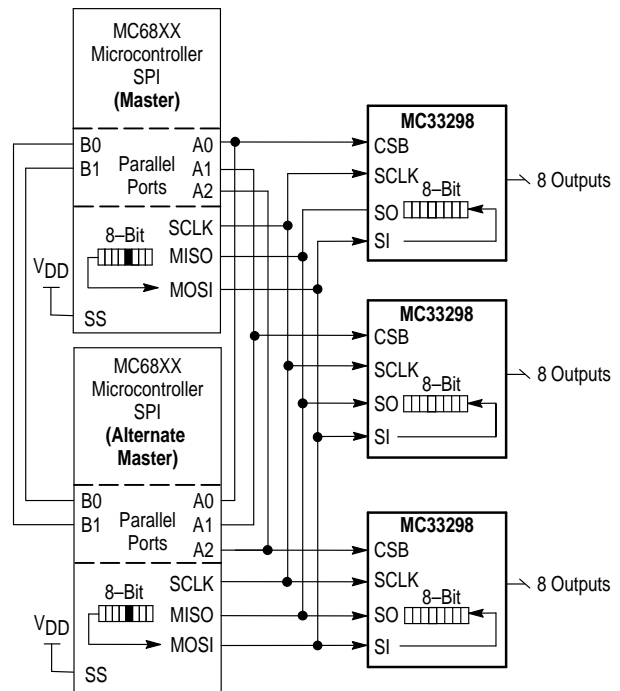 MC68XX
Microcontroller
SPI
(Master)
B0 A0
B1 Parallel A1
Ports A2
SCLK
8–Bit
MISO
VDD
MOSI
SS
MC68XX
Microcontroller
SPI
(Alternate
Master)
B0 A0
B1 Parallel A1
Ports A2
SCLK
8–Bit
MISO
VDD
MOSI
SS
MC33298
CSB
SCLK
8–Bit
SO
SI
8 Outputs
MC33298
CSB
SCLK
8–Bit
SO
SI
8 Outputs
MC33298
CSB
SCLK
8–Bit
SO
SI
8 Outputs